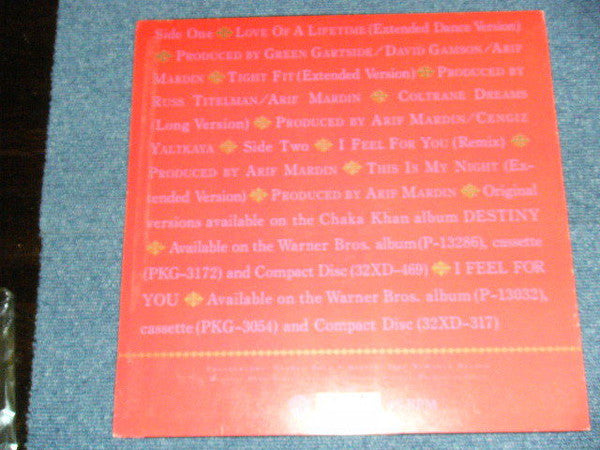 Side One ❖ Love Of A Lifetime (Extended Dance Version)
❖ Produced by Green Gartside/David Gamson/Arif
Mardin ❖ Tight Fit (Extended Version) ❖ Produced by
Russ Titelman/Arif Mardin ❖ Coltrane Dreams
(Long Version) ❖ Produced by Arif Mardin/Cengiz
Yaltkaya ❖ Side Two ❖ I Feel For You (Remix) ❖
Produced by Arif Mardin ❖ This Is My Night (Ex-
tended Version) ❖ Produced by Arif Mardin ❖ Original
versions available on the Chaka Khan album DESTINY
❖ Available on the Warner Bros. album (P-13286), cassette
(PKG-3172) and Compact Disc (32XD-469) ❖ I FEEL FOR
YOU ❖ Available on the Warner Bros. album (P-13032),
cassette (PKG-3054) and Compact Disc (32XD-317)